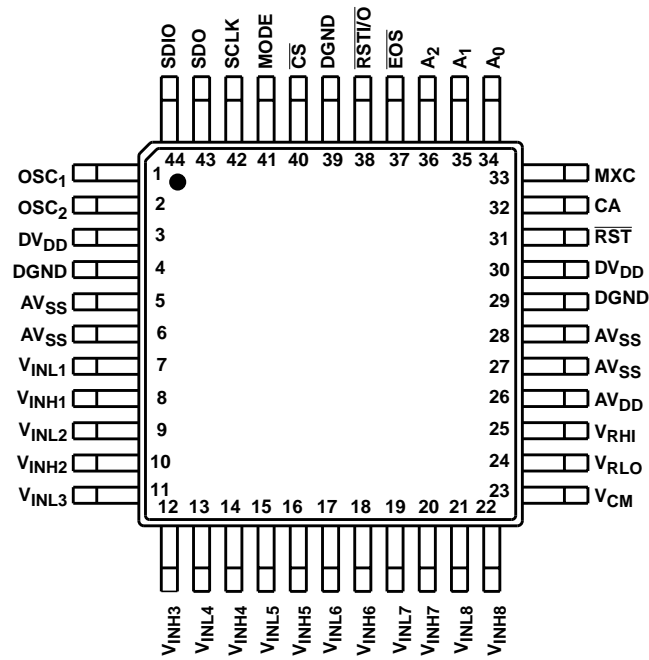 SDIO SDO SCLK MODE C̅S̅ DGND R̅S̅T̅I̅/̅O̅ E̅O̅S̅ A2 A1 A0
44 43 42 41 40 39 38 37 36 35 34
OSC1 1 33 MXC
OSC2 2 32 CA
DVDD 3 31 R̅S̅T̅
DGND 4 30 DVDD
AVSS 5 29 DGND
AVSS 6 28 AVSS
VINL1 7 27 AVSS
VINH1 8 26 AVDD
VINL2 9 25 VRHI
VINH2 10 24 VRLO
VINL3 11 23 VCM
12 13 14 15 16 17 18 19 20 21 22
VINH3 VINL4 VINH4 VINL5 VINH5 VINL6 VINH6 VINL7 VINH7 VINL8 VINH8